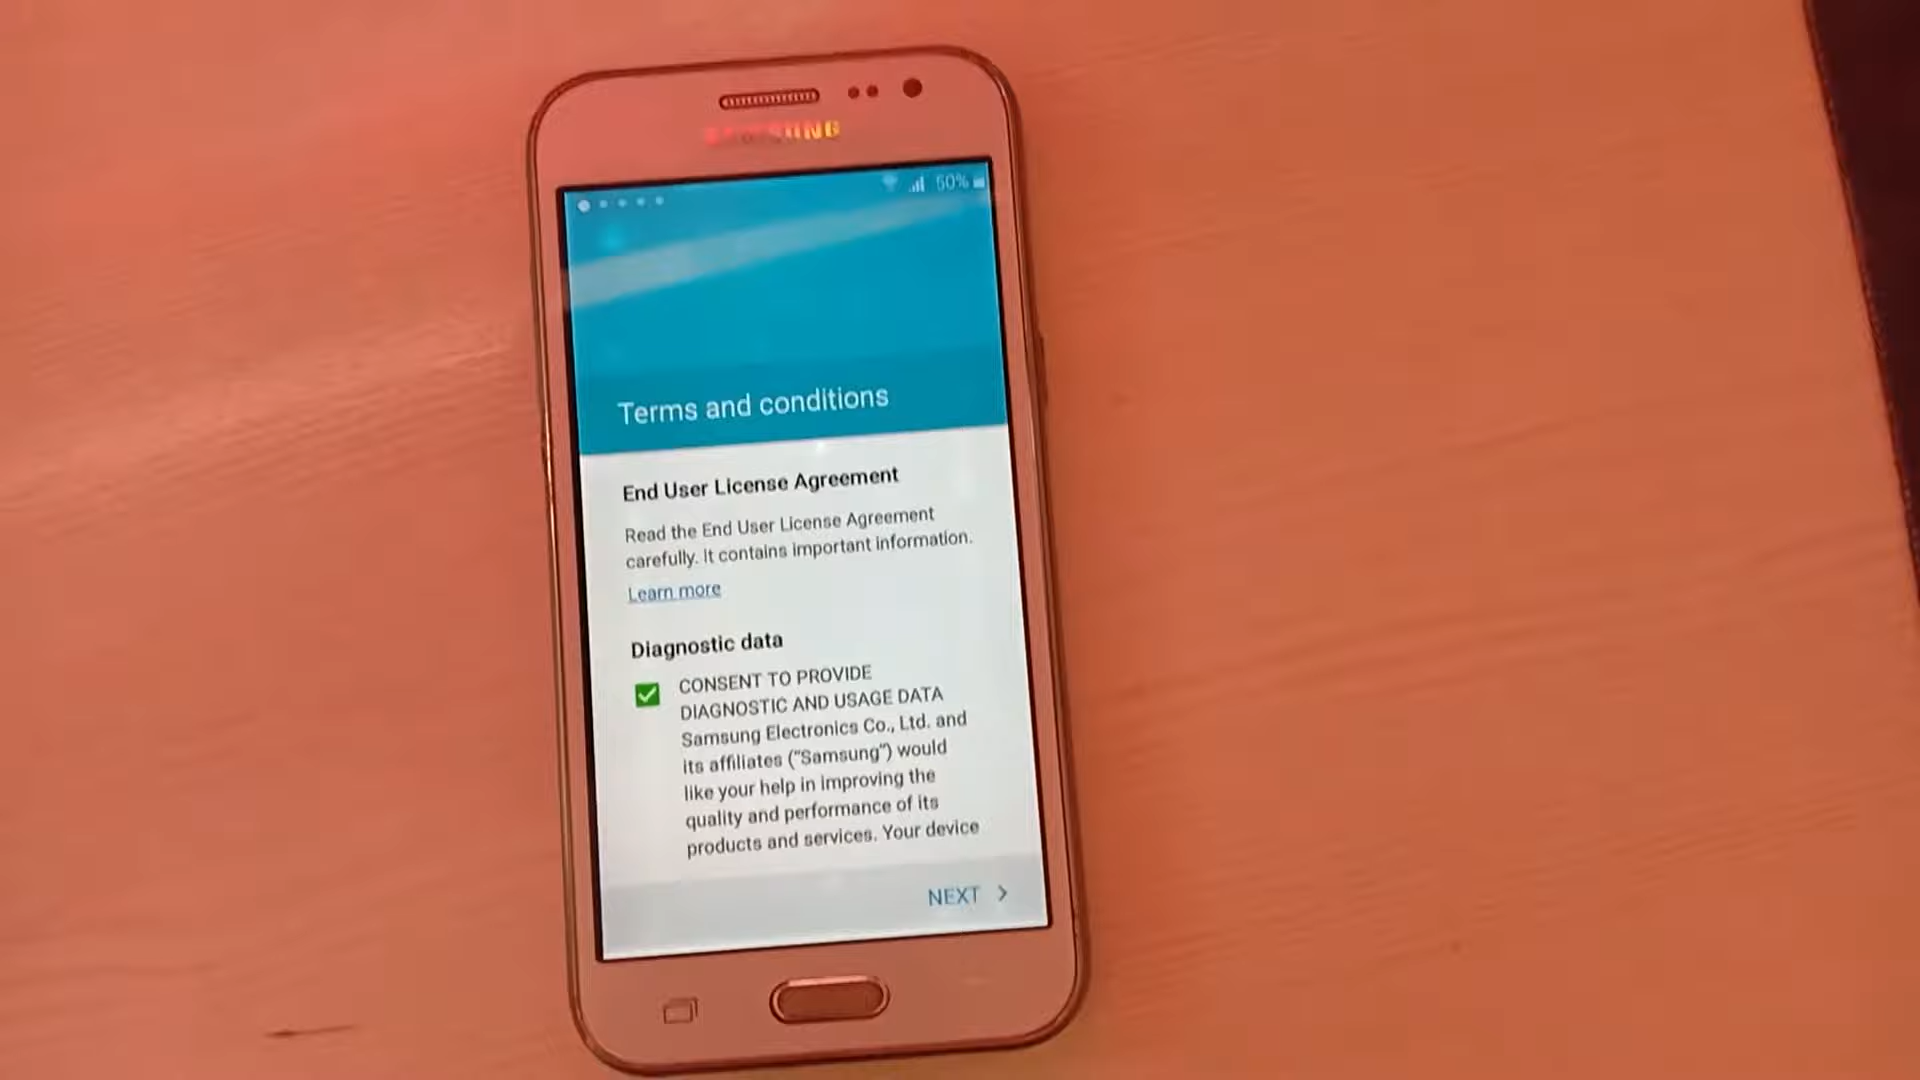 SAMSUNG
50%
Terms and conditions
End User License Agreement
Read the End User License Agreement
carefully. It contains important information.
Learn more
Diagnostic data
CONSENT TO PROVIDE
DIAGNOSTIC AND USAGE DATA
Samsung Electronics Co., Ltd. and
its affiliates ("Samsung") would
like your help in improving the
quality and performance of its
products and services. Your device
NEXT >